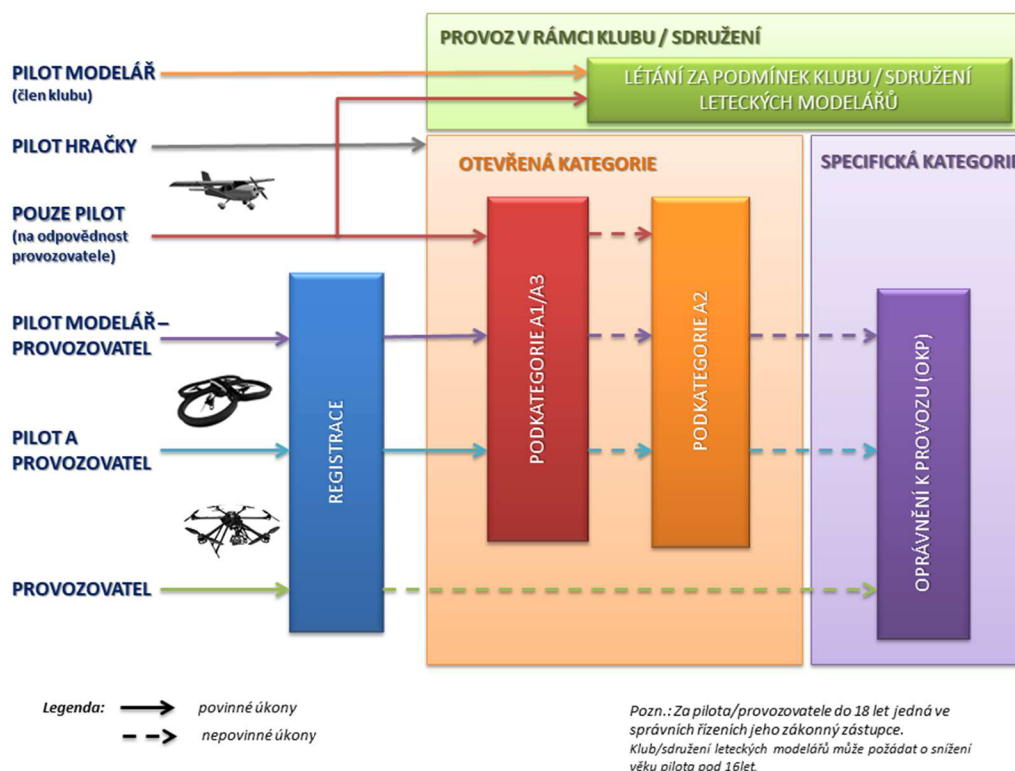 PROVOZ V RÁMCI KLUBU / SDRUŽENÍ
PILOT MODELÁŘ
(člen klubu)
LÉTÁNÍ ZA PODMÍNEK KLUBU / SDRUŽENÍ
LETECKÝCH MODELÁŘŮ
PILOT HRAČKY
OTEVŘENÁ KATEGORIE
SPECIFICKÁ KATEGORIE
POUZE PILOT
(na odpovědnost
provozovatele)
PILOT MODELÁŘ –
PROVOZOVATEL
PILOT A
PROVOZOVATEL
PROVOZOVATEL
REGISTRACE
PODKATEGORIE A1/A3
PODKATEGORIE A2
OPRÁVNĚNÍ K PROVOZU (OKP)
Legenda:
povinné úkony
nepovinné úkony
Pozn.: Za pilota/provozovatele do 18 let jedná ve
správních řízeních jeho zákonný zástupce.
Klub/sdružení leteckých modelářů může požádat o snížení
věku pilota pod 16let.